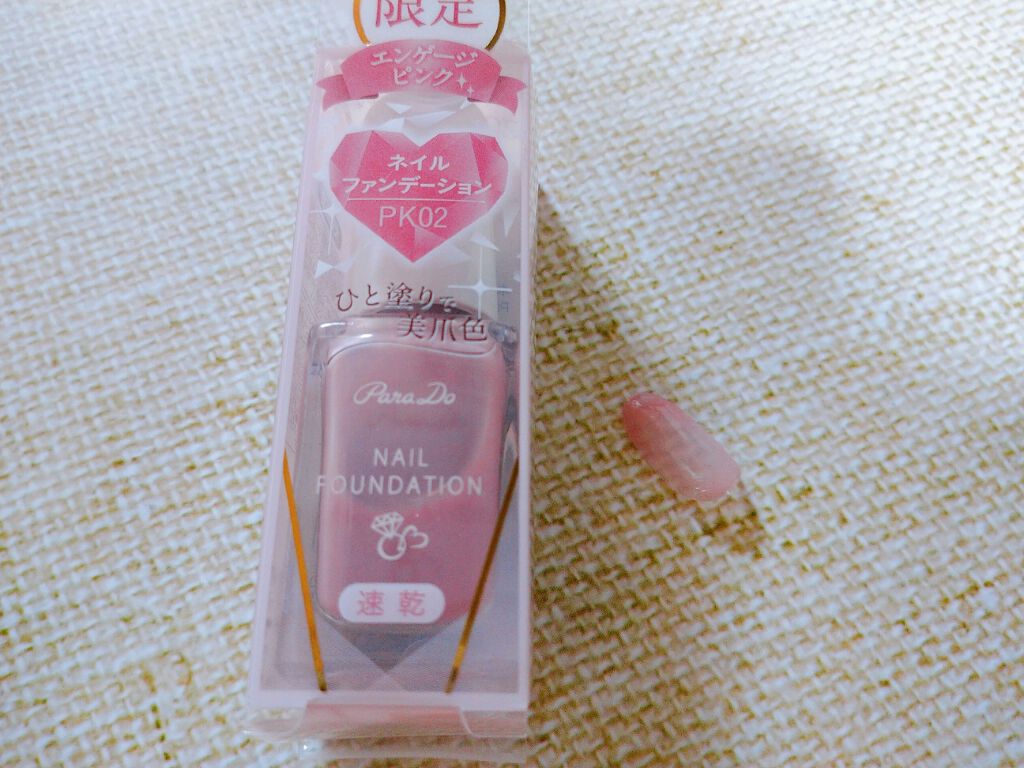 限定
エンゲージ
ピンク
ネイル
ファンデーション
PK02
ひと塗りで
美爪色
Para Do
NAIL
FOUNDATION
速乾